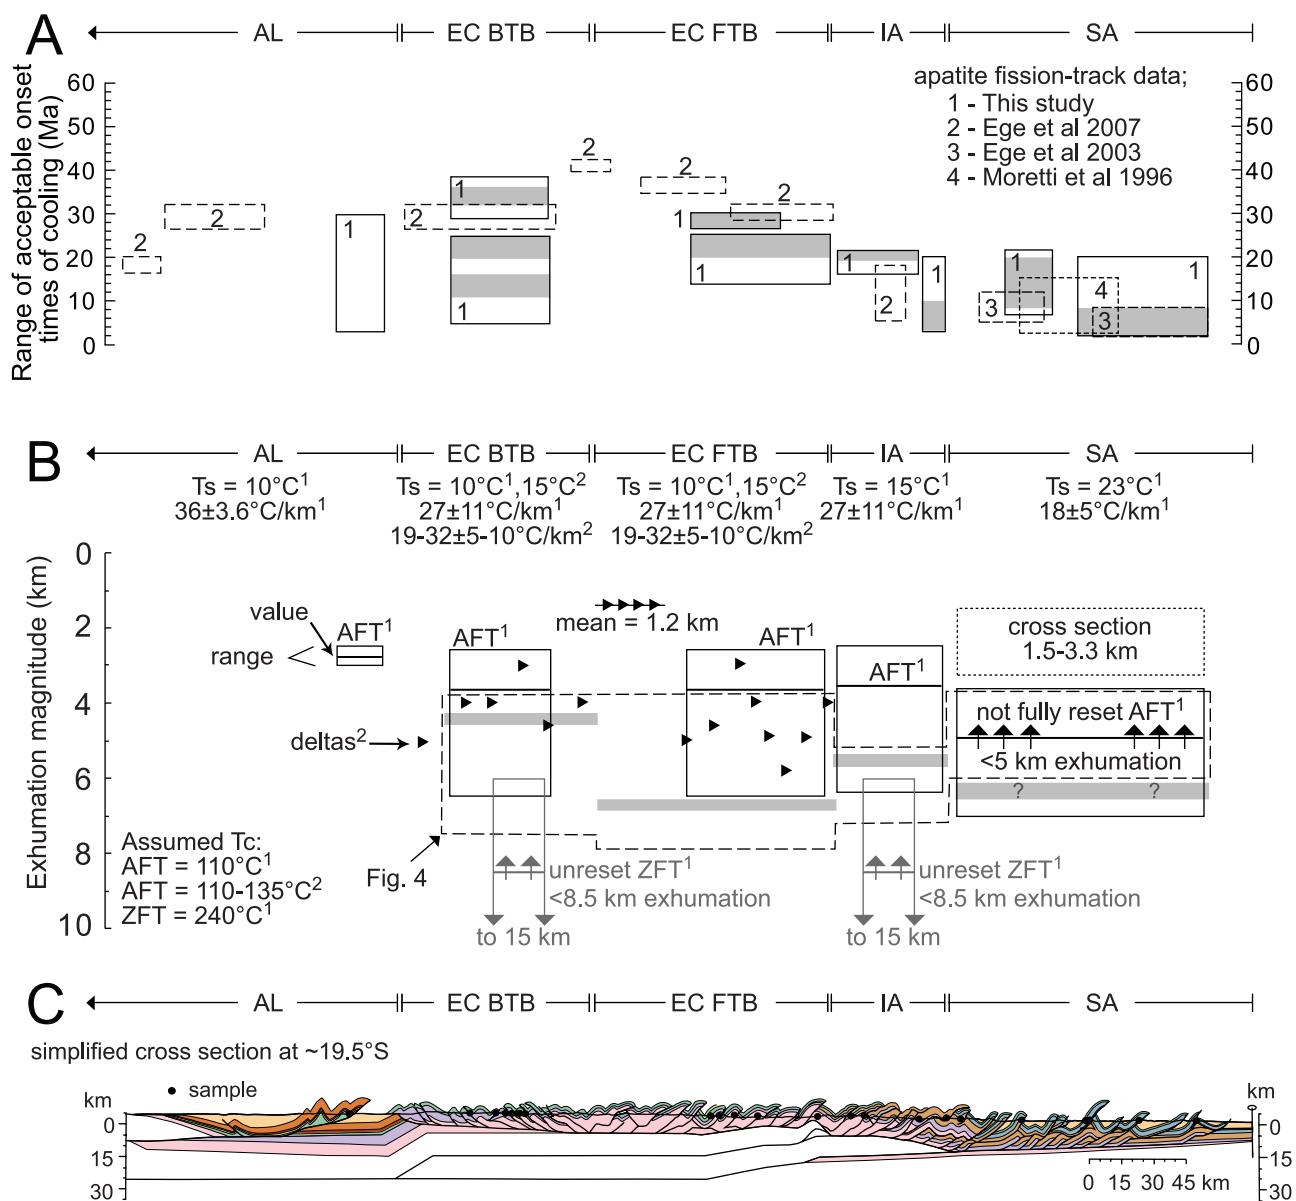 A
AL
EC BTB
EC FTB
IA
SA
Range of acceptable onset
times of cooling (Ma)
60
50
40
30
20
10
0
60
50
40
30
20
10
0
apatite fission-track data;
1 - This study
2 - Ege et al 2007
3 - Ege et al 2003
4 - Moretti et al 1996
2
2
1
1
2
1
2
2
2
1
1
1
2
1
1
3
4
3
1
B
AL
EC BTB
EC FTB
IA
SA
Ts = 10°C¹
36±3.6°C/km¹
Ts = 10°C¹,15°C²
27±11°C/km¹
19-32±5-10°C/km²
Ts = 10°C¹,15°C²
27±11°C/km¹
19-32±5-10°C/km²
Ts = 15°C¹
27±11°C/km¹
Ts = 23°C¹
18±5°C/km¹
Exhumation magnitude (km)
0
2
4
6
8
10
value
range
AFT¹
AFT¹
mean = 1.2 km
AFT¹
AFT¹
cross section
1.5-3.3 km
not fully reset AFT¹
<5 km exhumation
? ?
deltas²
Fig. 4
Assumed Tc:
AFT = 110°C¹
AFT = 110-135°C²
ZFT = 240°C¹
unreset ZFT¹
<8.5 km exhumation
to 15 km
unreset ZFT¹
<8.5 km exhumation
to 15 km
C
AL
EC BTB
EC FTB
IA
SA
simplified cross section at ~19.5°S
sample
km
0
15
30
km
0
15
30
0 15 30 45 km